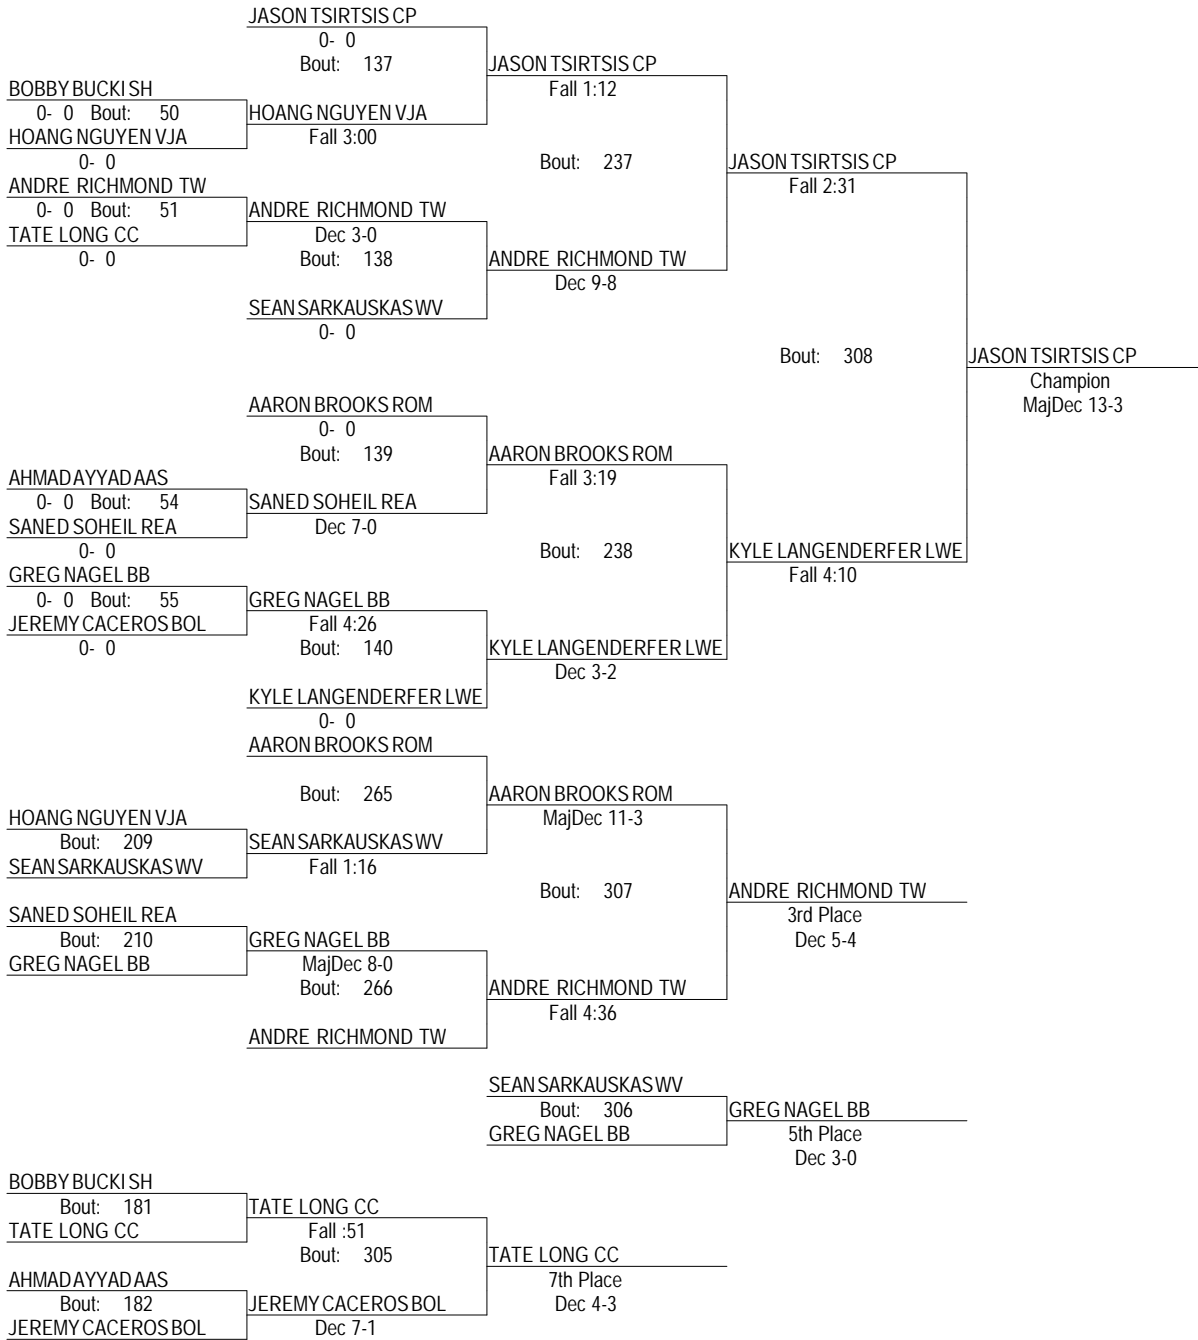 JASON TSIRTSIS CP
0- 0
Bout: 137
JASON TSIRTSIS CP
Fall 1:12
BOBBY BUCKI SH
0- 0 Bout: 50
HOANG NGUYEN VJA
HOANG NGUYEN VJA
Fall 3:00
0- 0
Bout: 237
JASON TSIRTSIS CP
Fall 2:31
ANDRE RICHMOND TW
0- 0 Bout: 51
ANDRE RICHMOND TW
TATE LONG CC
Dec 3-0
0- 0
Bout: 138
ANDRE RICHMOND TW
Dec 9-8
SEAN SARKAUSKAS WV
0- 0
Bout: 308
JASON TSIRTSIS CP
Champion
MajDec 13-3
AARON BROOKS ROM
0- 0
Bout: 139
AARON BROOKS ROM
Fall 3:19
AHMAD AYYAD AAS
0- 0 Bout: 54
SANED SOHEIL REA
SANED SOHEIL REA
Dec 7-0
0- 0
Bout: 238
KYLE LANGENDERFER LWE
Fall 4:10
GREG NAGEL BB
0- 0 Bout: 55
GREG NAGEL BB
JEREMY CACEROS BOL
Fall 4:26
0- 0
Bout: 140
KYLE LANGENDERFER LWE
Dec 3-2
KYLE LANGENDERFER LWE
0- 0
AARON BROOKS ROM
Bout: 265
AARON BROOKS ROM
MajDec 11-3
HOANG NGUYEN VJA
Bout: 209
SEAN SARKAUSKAS WV
SEAN SARKAUSKAS WV
Fall 1:16
Bout: 307
ANDRE RICHMOND TW
3rd Place
Dec 5-4
SANED SOHEIL REA
Bout: 210
GREG NAGEL BB
GREG NAGEL BB
MajDec 8-0
Bout: 266
ANDRE RICHMOND TW
Fall 4:36
ANDRE RICHMOND TW
SEAN SARKAUSKAS WV
Bout: 306
GREG NAGEL BB
GREG NAGEL BB
5th Place
Dec 3-0
BOBBY BUCKI SH
Bout: 181
TATE LONG CC
TATE LONG CC
Fall :51
Bout: 305
TATE LONG CC
7th Place
Dec 4-3
AHMAD AYYAD AAS
Bout: 182
JEREMY CACEROS BOL
JEREMY CACEROS BOL
Dec 7-1